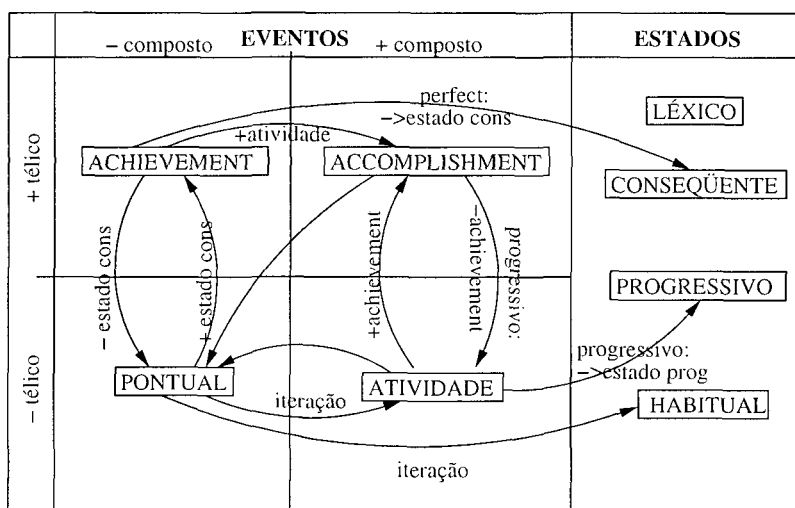 EVENTOS
ESTADOS
− composto
+ composto
+ télico
− télico
perfect:
−>estado cons
+atividade
LÉXICO
ACHIEVEMENT
ACCOMPLISHMENT
CONSEQÜENTE
− estado cons
+ estado cons
+achievement
−achievement
progressivo:
PROGRESSIVO
progressivo:
−>estado prog
PONTUAL
ATIVIDADE
HABITUAL
iteração
iteração